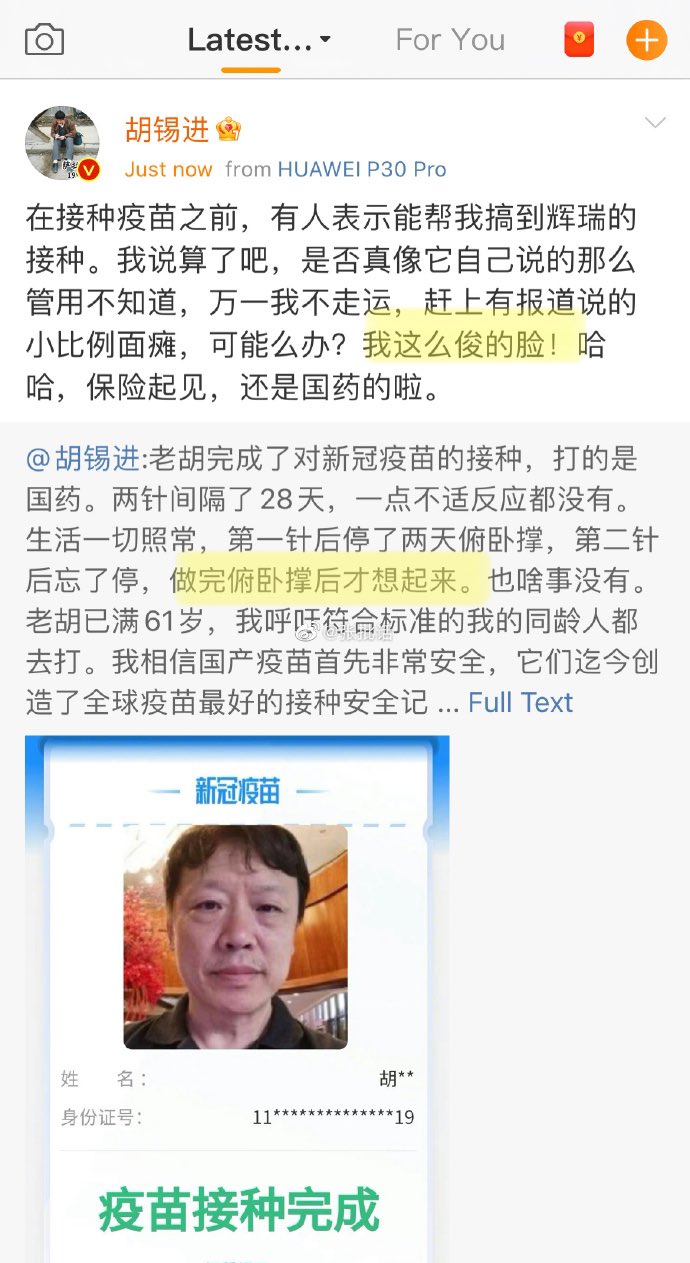 Latest...
For You
胡锡进
Just now from HUAWEI P30 Pro
在接种疫苗之前，有人表示能帮我搞到辉瑞的
接种。我说算了吧，是否真像它自己说的那么
管用不知道，万一我不走运，赶上有报道说的
小比例面瘫，可能么办？我这么俊的脸！哈
哈，保险起见，还是国药的啦。
@胡锡进:老胡完成了对新冠疫苗的接种，打的是
国药。两针间隔了28天，一点不适反应都没有。
生活一切照常，第一针后停了两天俯卧撑，第二针
后忘了停，做完俯卧撑后才想起来。也啥事没有。
老胡已满61岁，我呼吁符合标准的我的同龄人都
去打。我相信国产疫苗首先非常安全，它们迄今创
造了全球疫苗最好的接种安全记 ... Full Text
新冠疫苗
姓 名： 胡**
身份证号： 11**************19
疫苗接种完成